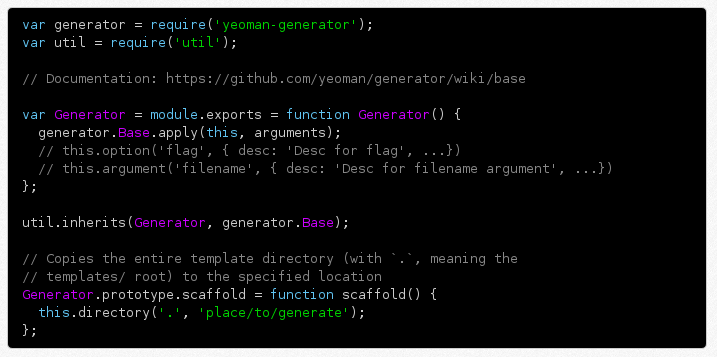 var generator = require('yeoman-generator');
var util = require('util');
// Documentation: https://github.com/yeoman/generator/wiki/base
var Generator = module.exports = function Generator() {
  generator.Base.apply(this, arguments);
  // this.option('flag', { desc: 'Desc for flag', ...})
  // this.argument('filename', { desc: 'Desc for filename argument', ...})
};
util.inherits(Generator, generator.Base);
// Copies the entire template directory (with `.`, meaning the
// templates/ root) to the specified location
Generator.prototype.scaffold = function scaffold() {
  this.directory('.', 'place/to/generate');
};